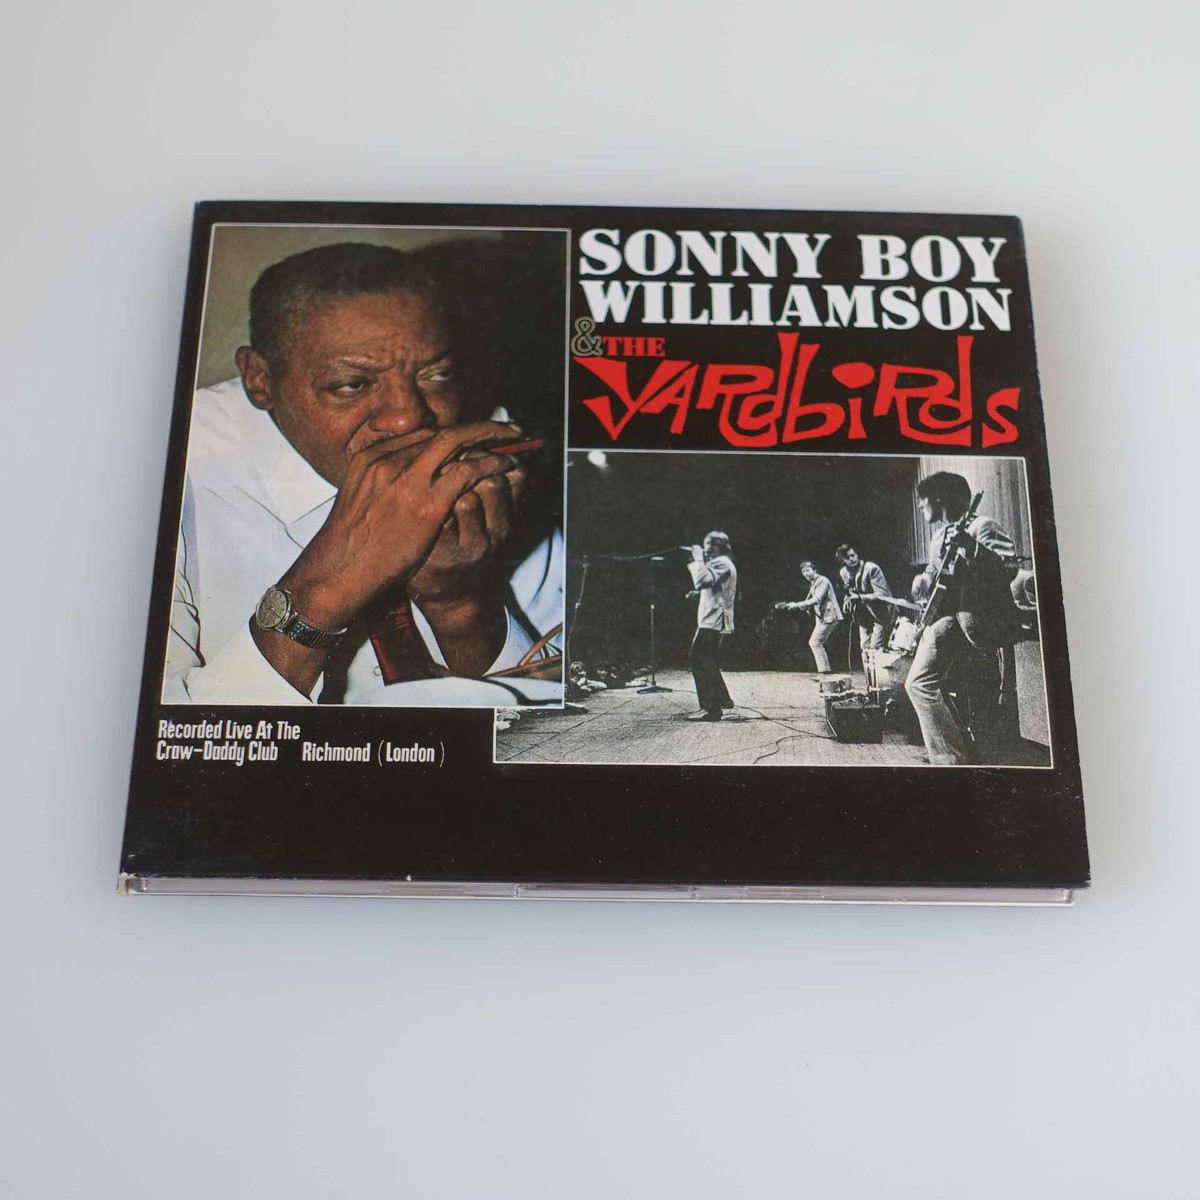 SONNY BOY
WILLIAMSON
& THE
YARDbiRds
Recorded Live At The
Craw-Daddy Club Richmond (London)